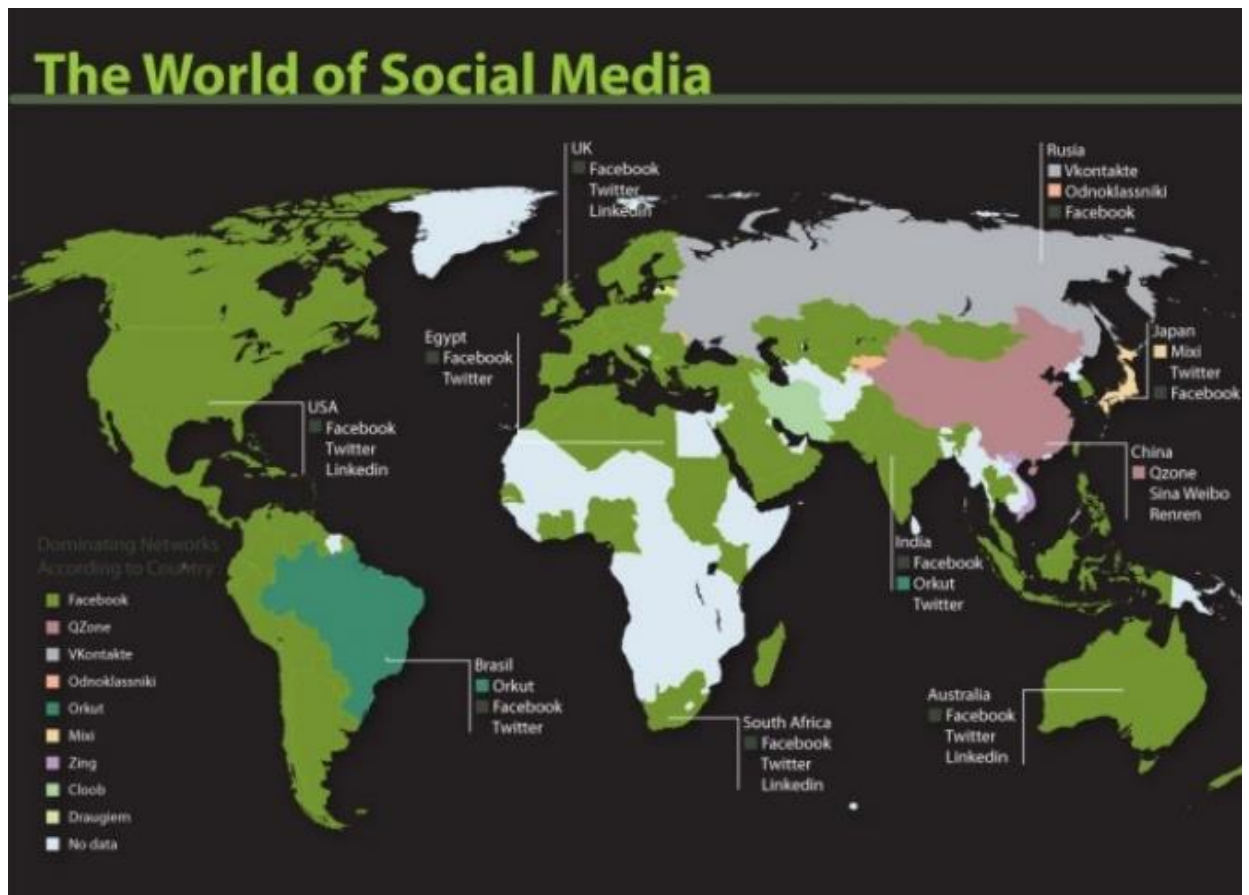 The World of Social Media
UK
Facebook
Twitter
Linkedin
Rusia
Vkontakte
Odnoklassniki
Facebook
Egypt
Facebook
Twitter
Japan
Mixi
Twitter
Facebook
USA
Facebook
Twitter
Linkedin
China
Qzone
Sina Weibo
Renren
India
Facebook
Orkut
Twitter
Brasil
Orkut
Facebook
Twitter
South Africa
Facebook
Twitter
Linkedin
Australia
Facebook
Twitter
Linkedin
Dominating Networks
According to Country
Facebook
QZone
VKontakte
Odnoklassniki
Orkut
Mixi
Zing
Cloob
Draugiem
No data